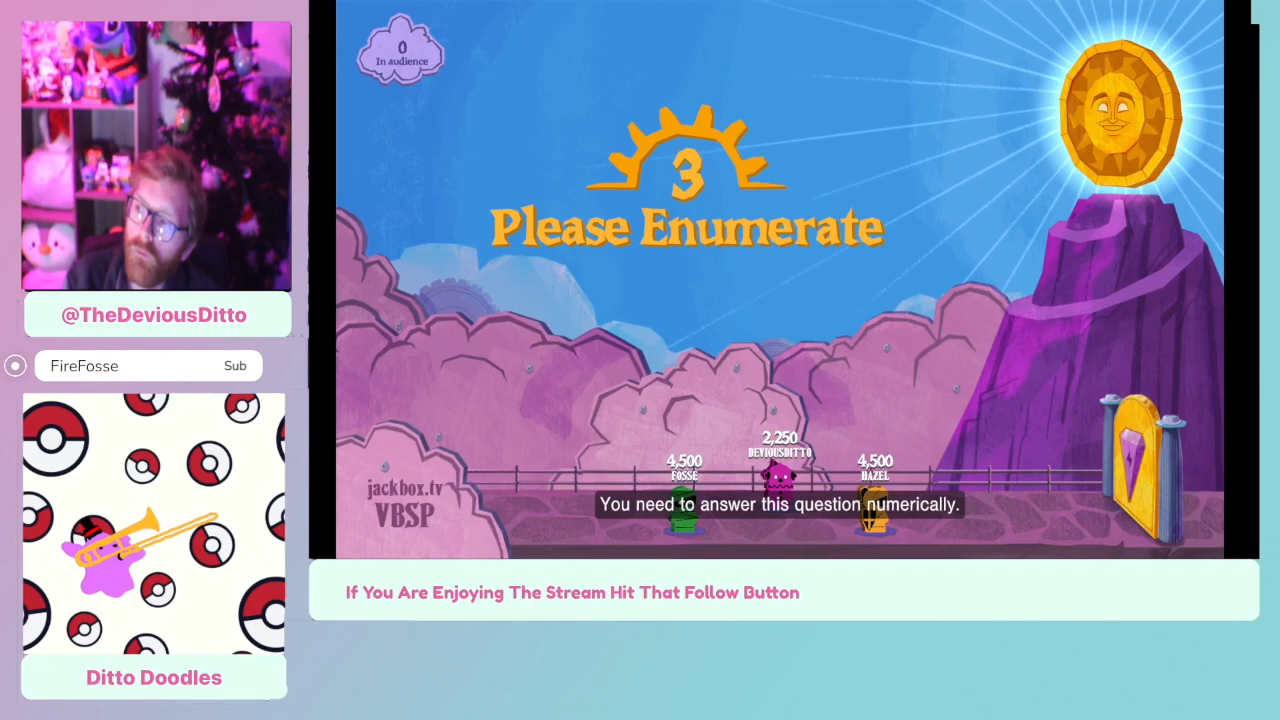 @TheDeviousDitto
FireFosse Sub
Ditto Doodles
0
In audience
3
Please Enumerate
4,500
FOSSE
2,250
DEVIOUSDITTO
4,500
HAZEL
You need to answer this question numerically.
jackbox.tv
VBSP
If You Are Enjoying The Stream Hit That Follow Button